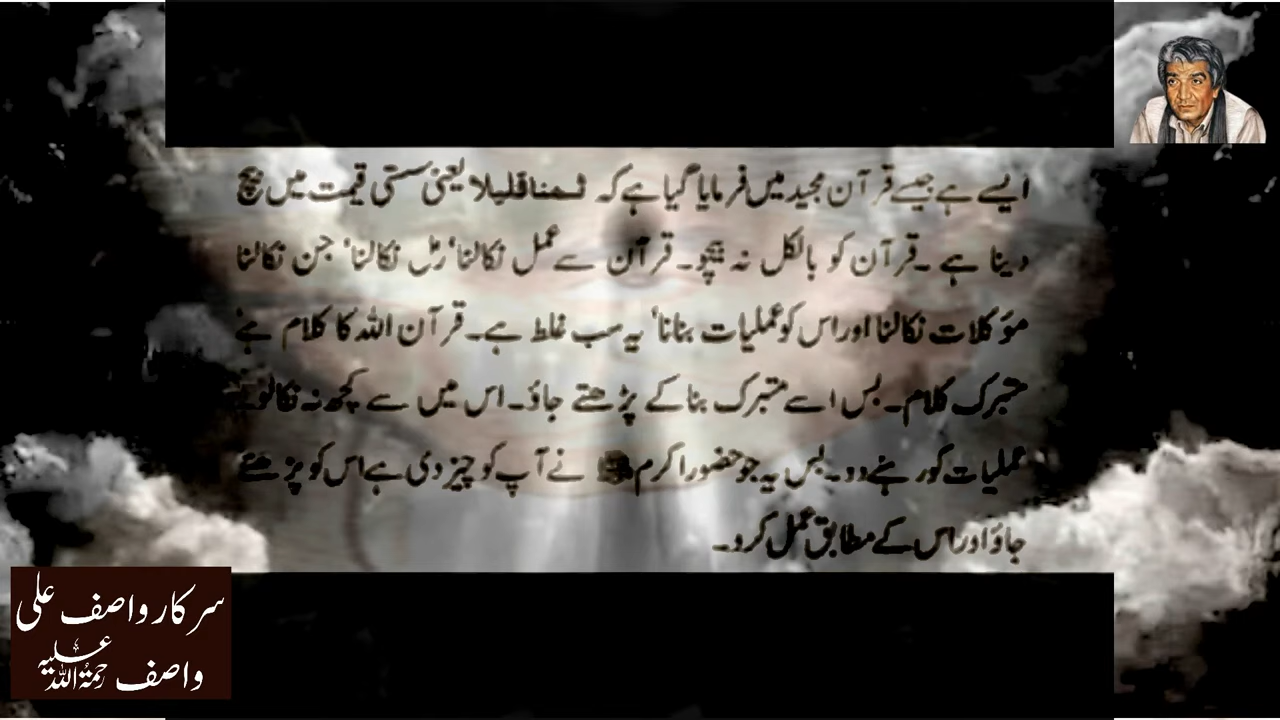 ایسے ہے جیسے قرآن مجید میں فرمایا گیا ہے کہ ثمنا قلیلا یعنی سستی قیمت میں بیچ
دینا ہے ۔ قرآن کو بالکل نہ بیچو۔ قرآن سے عمل نکالنا، رمل نکالنا، جن نکالنا
مؤکلات نکالنا اور اس کو عملیات بنانا، یہ سب غلط ہے۔ قرآن اللہ کا کلام ہے
متبرک کلام۔ بس اسے متبرک بنا کے پڑھتے جاؤ۔ اس میں سے کچھ نہ نکالو
عملیات کو رہنے دو۔ بس یہ جو حضور اکرم ﷺ نے آپ کو چیز دی ہے اس کو پڑھتے
جاؤ اور اس کے مطابق عمل کرو۔
سرکار واصف علی
واصف رحمۃ اللہ علیہ